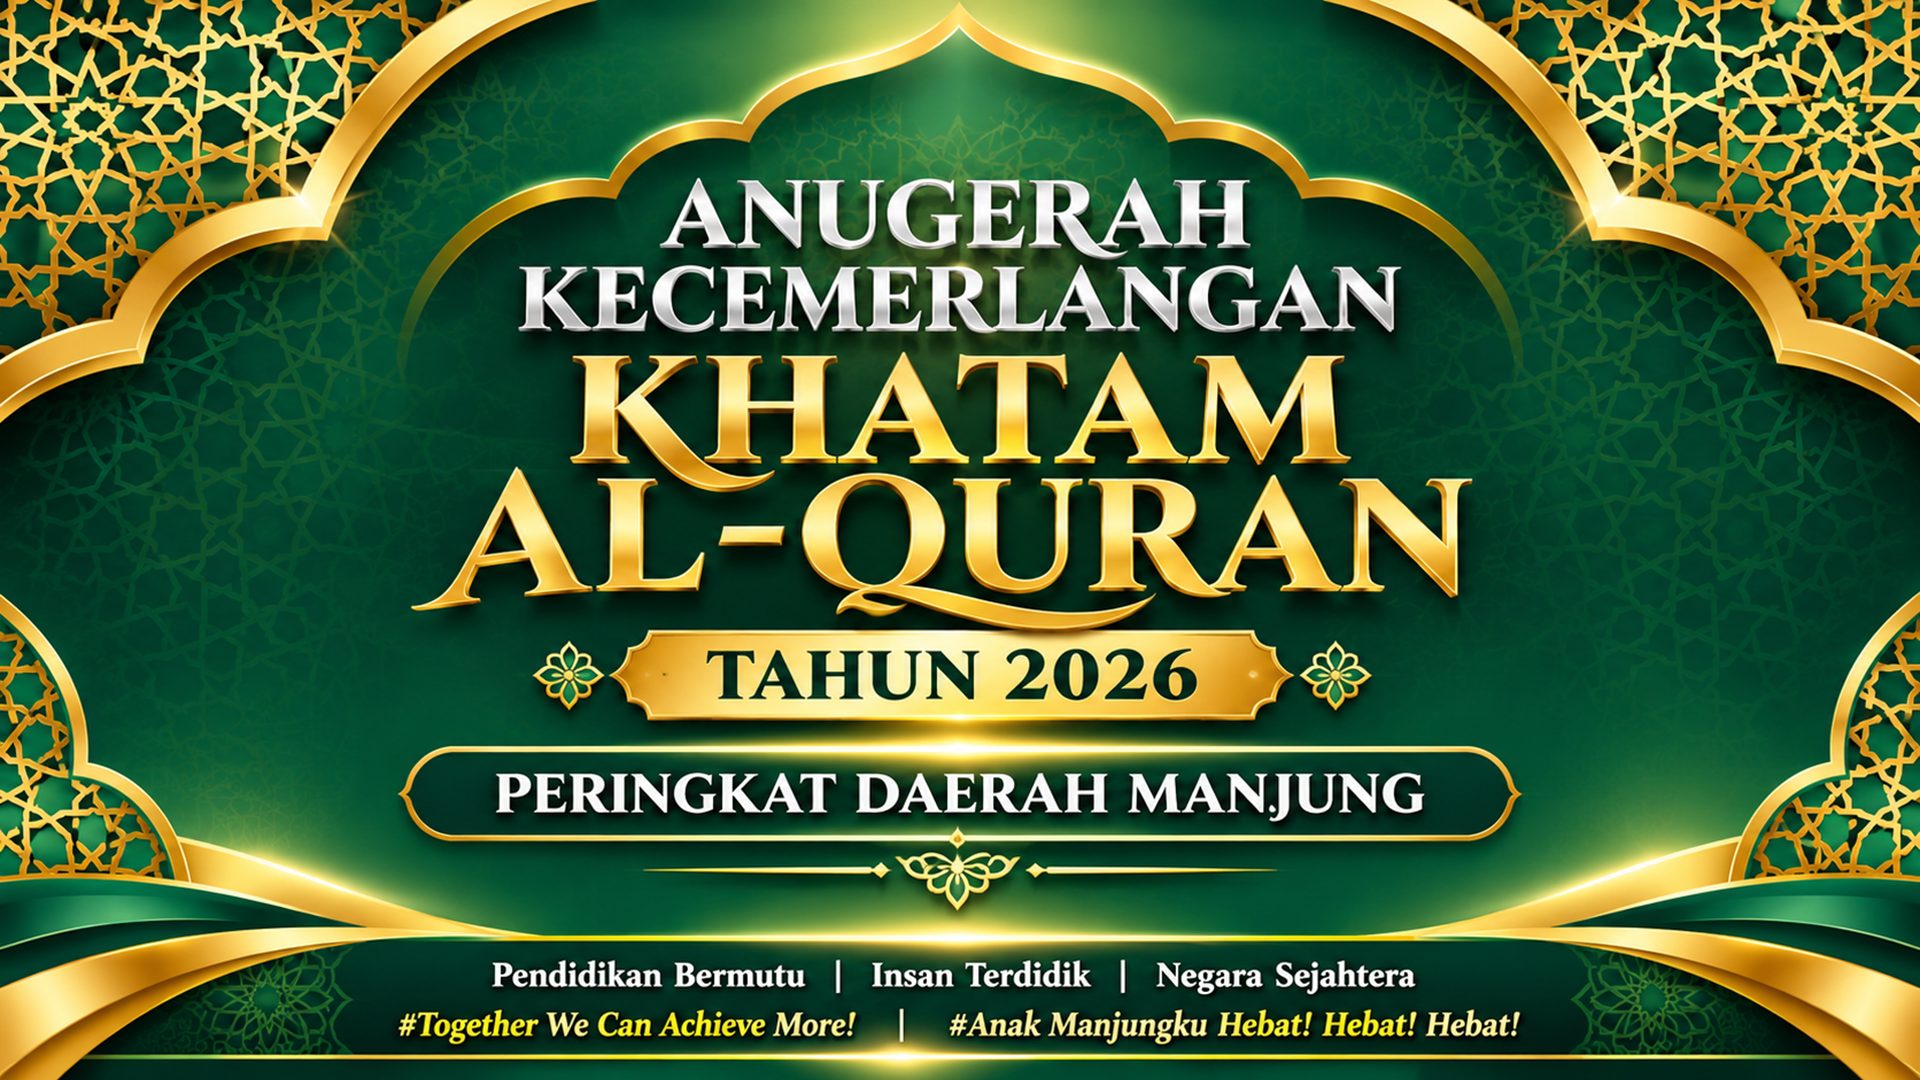 ANUGERAH
KECEMERLANGAN
KHATAM
AL-QURAN
TAHUN 2026
PERINGKAT DAERAH MANJUNG
Pendidikan Bermutu | Insan Terdidik | Negara Sejahtera
#Together We Can Achieve More! | #Anak Manjungku Hebat! Hebat! Hebat!